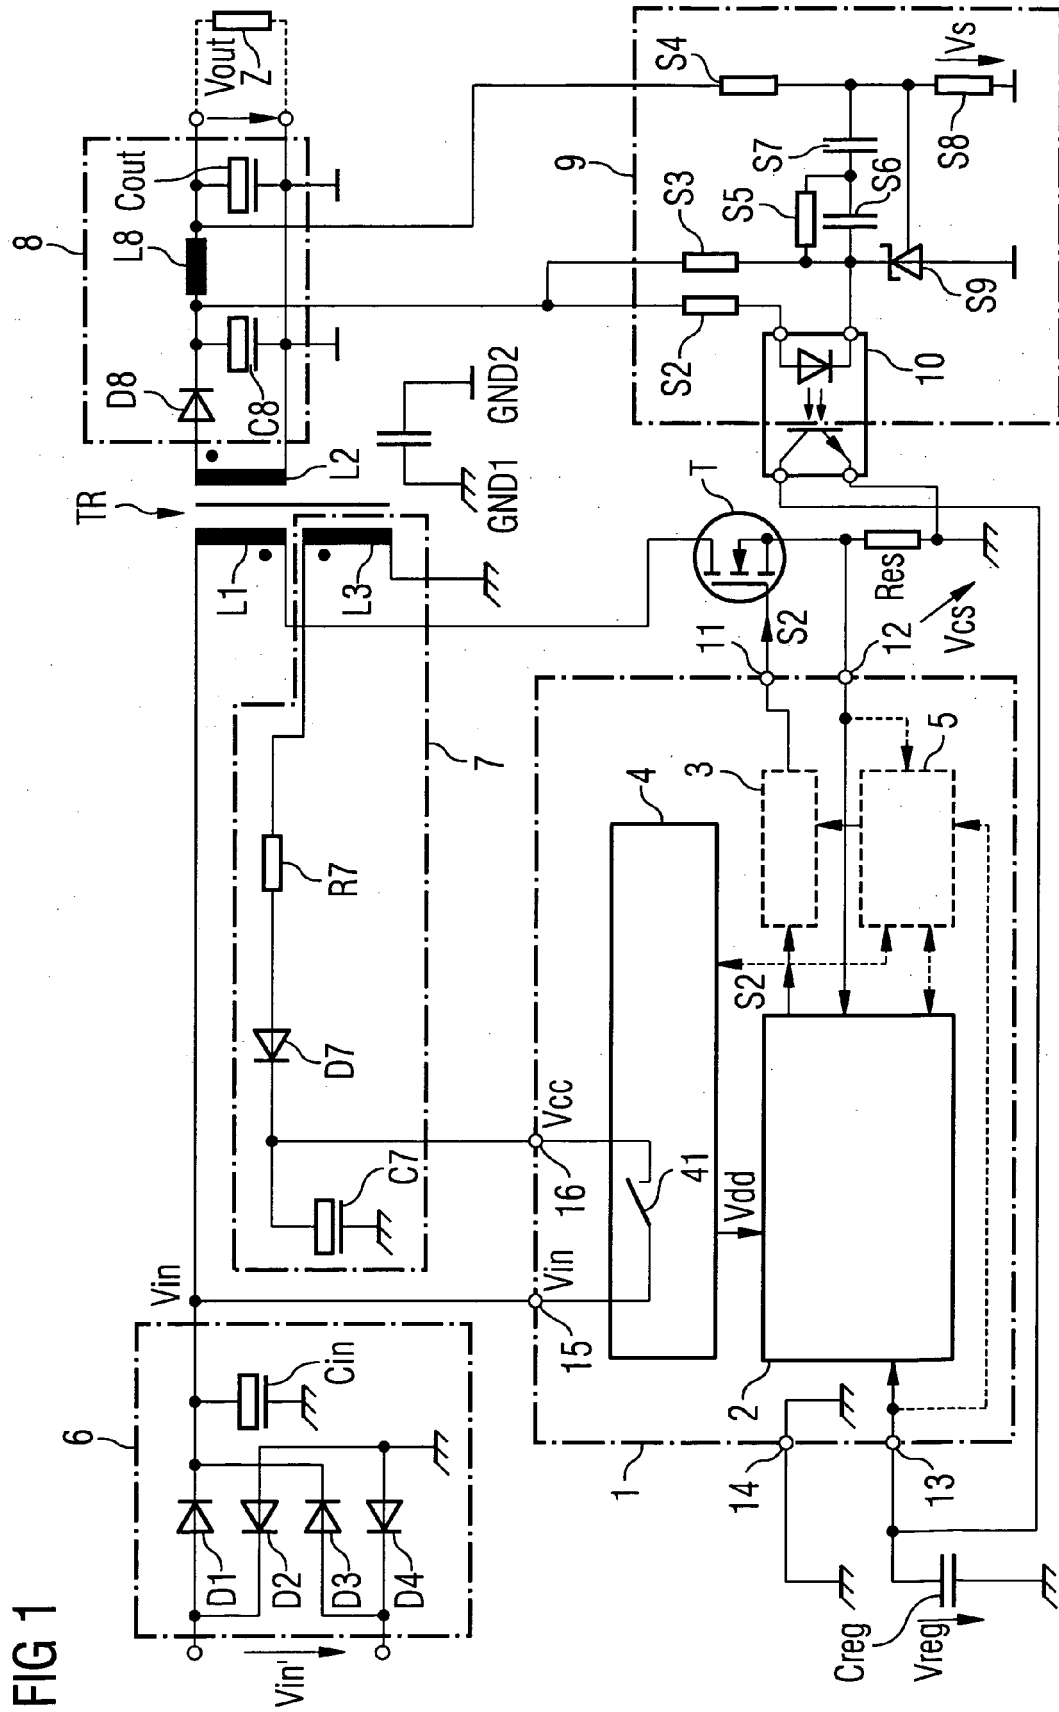 FIG 1
Vin'
D1
D2
D3
D4
6
Cin
Vin
C7
D7
R7
7
L1
L3
TR
L2
GND1
GND2
D8
C8
L8
8
Cout
Vout
Z
Creg
Vreg
1
14
13
15
Vin
16
Vcc
41
4
Vdd
2
S2
3
5
11
S2
12
Vcs
Res
T
10
9
S2
S3
S4
S5
S6
S7
S8
S9
Vs